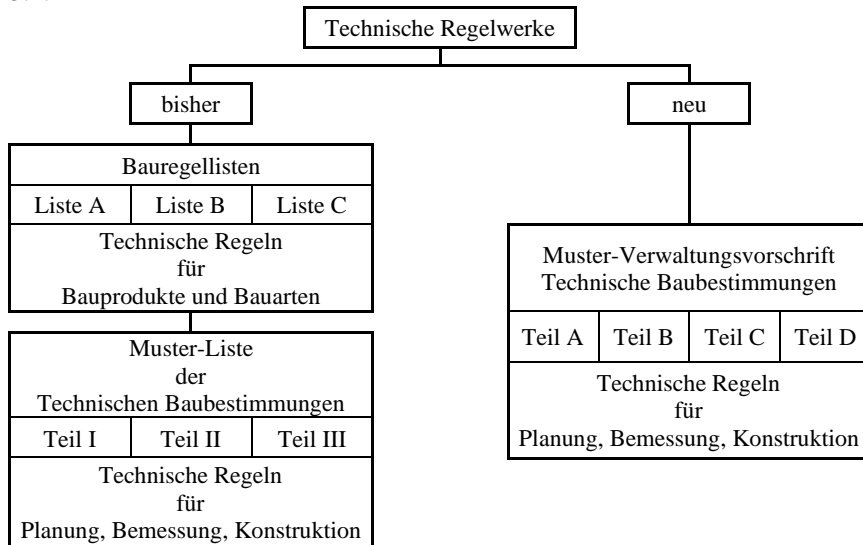 Technische Regelwerke
bisher
neu
Bauregellisten
Liste A Liste B Liste C
Technische Regeln
für
Bauprodukte und Bauarten
Muster-Liste
der
Technischen Baubestimmungen
Teil I Teil II Teil III
Technische Regeln
für
Planung, Bemessung, Konstruktion
Muster-Verwaltungsvorschrift
Technische Baubestimmungen
Teil A Teil B Teil C Teil D
Technische Regeln
für
Planung, Bemessung, Konstruktion